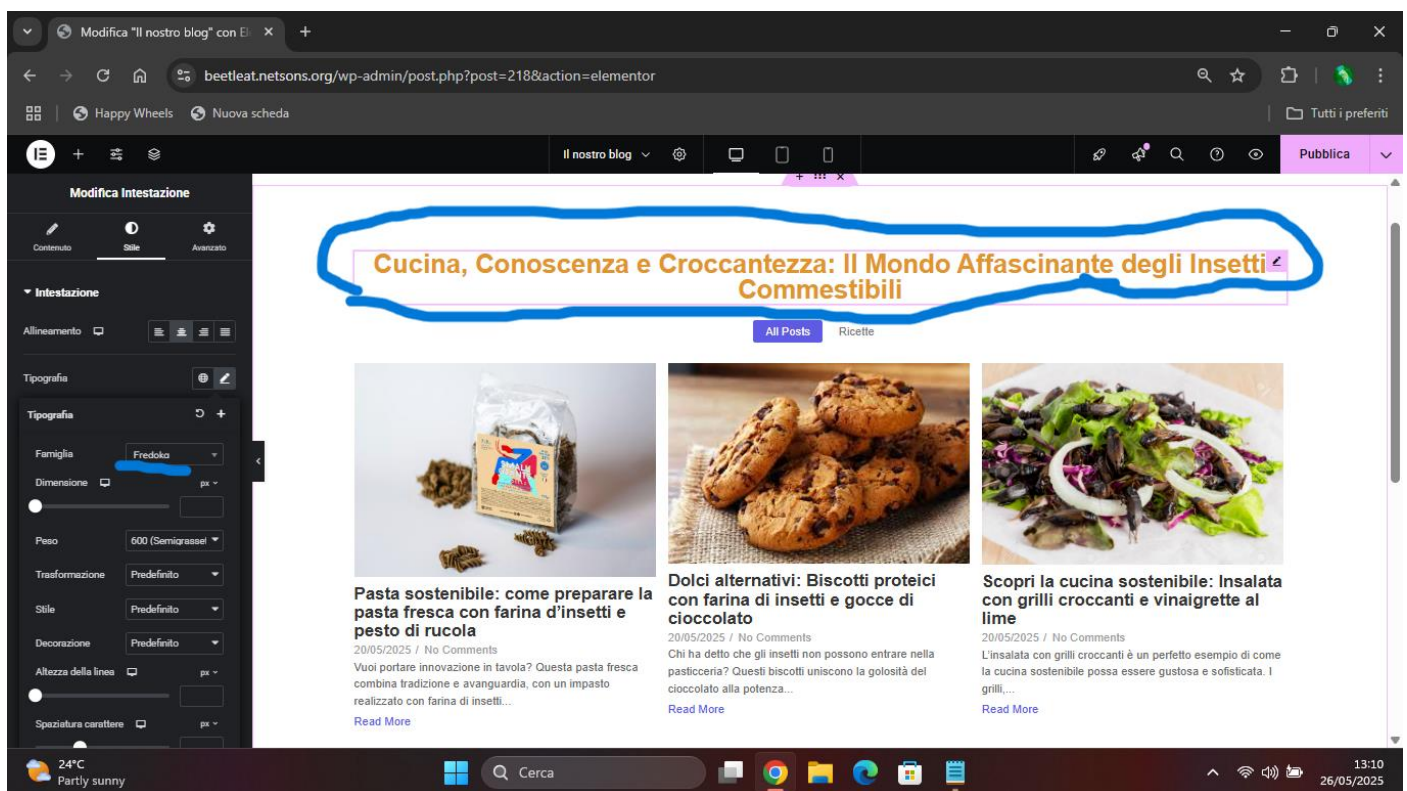 Modifica "Il nostro blog" con El
beetleat.netsons.org/wp-admin/post.php?post=218&action=elementor
Happy Wheels
Nuova scheda
Tutti i preferiti
Il nostro blog
Pubblica
Modifica Intestazione
Contenuto
Stile
Avanzato
Intestazione
Allineamento
Tipografia
Tipografia
Famiglia
Fredoka
Dimensione
px
Peso
600 (Semigrasset
Trasformazione
Predefinito
Stile
Predefinito
Decorazione
Predefinito
Altezza della linea
px
Spaziatura carattere
px
Cucina, Conoscenza e Croccantezza: Il Mondo Affascinante degli Insetti
Commestibili
All Posts
Ricette
Pasta sostenibile: come preparare la
pasta fresca con farina d'insetti e
pesto di rucola
20/05/2025 / No Comments
Vuoi portare innovazione in tavola? Questa pasta fresca
combina tradizione e avanguardia, con un impasto
realizzato con farina di insetti...
Read More
Dolci alternativi: Biscotti proteici
con farina di insetti e gocce di
cioccolato
20/05/2025 / No Comments
Chi ha detto che gli insetti non possono entrare nella
pasticceria? Questi biscotti uniscono la golosità del
cioccolato alla potenza...
Read More
Scopri la cucina sostenibile: Insalata
con grilli croccanti e vinaigrette al
lime
20/05/2025 / No Comments
L'insalata con grilli croccanti è un perfetto esempio di come
la cucina sostenibile possa essere gustosa e sofisticata. I
grilli,...
Read More
24°C
Partly sunny
Cerca
13:10
26/05/2025